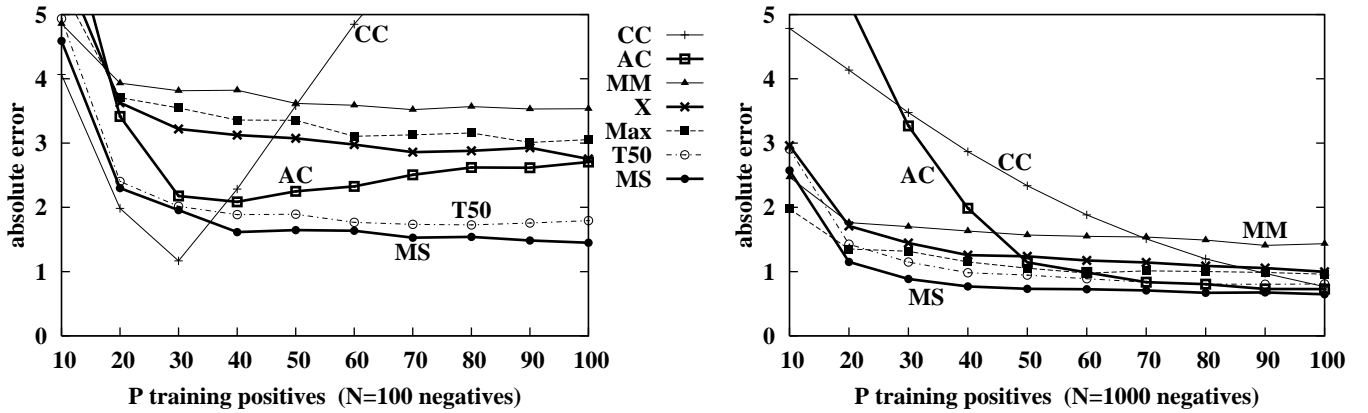 5
4
3
2
1
0
10 20 30 40 50 60 70 80 90 100
absolute error
P training positives (N=100 negatives)
CC
AC
T50
MS
CC
AC
MM
X
Max
T50
MS
5
4
3
2
1
0
10 20 30 40 50 60 70 80 90 100
absolute error
P training positives (N=1000 negatives)
AC
CC
MM
MS